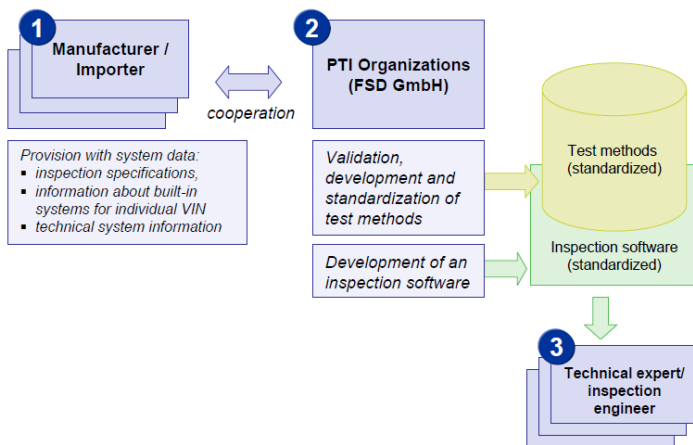 1
Manufacturer /
Importer
cooperation
2
PTI Organizations
(FSD GmbH)
Provision with system data:
▪ inspection specifications,
▪ information about built-in
systems for individual VIN
▪ technical system information
Validation,
development and
standardization of
test methods
Development of an
inspection software
Test methods
(standardized)
Inspection software
(standardized)
3
Technical expert/
inspection
engineer